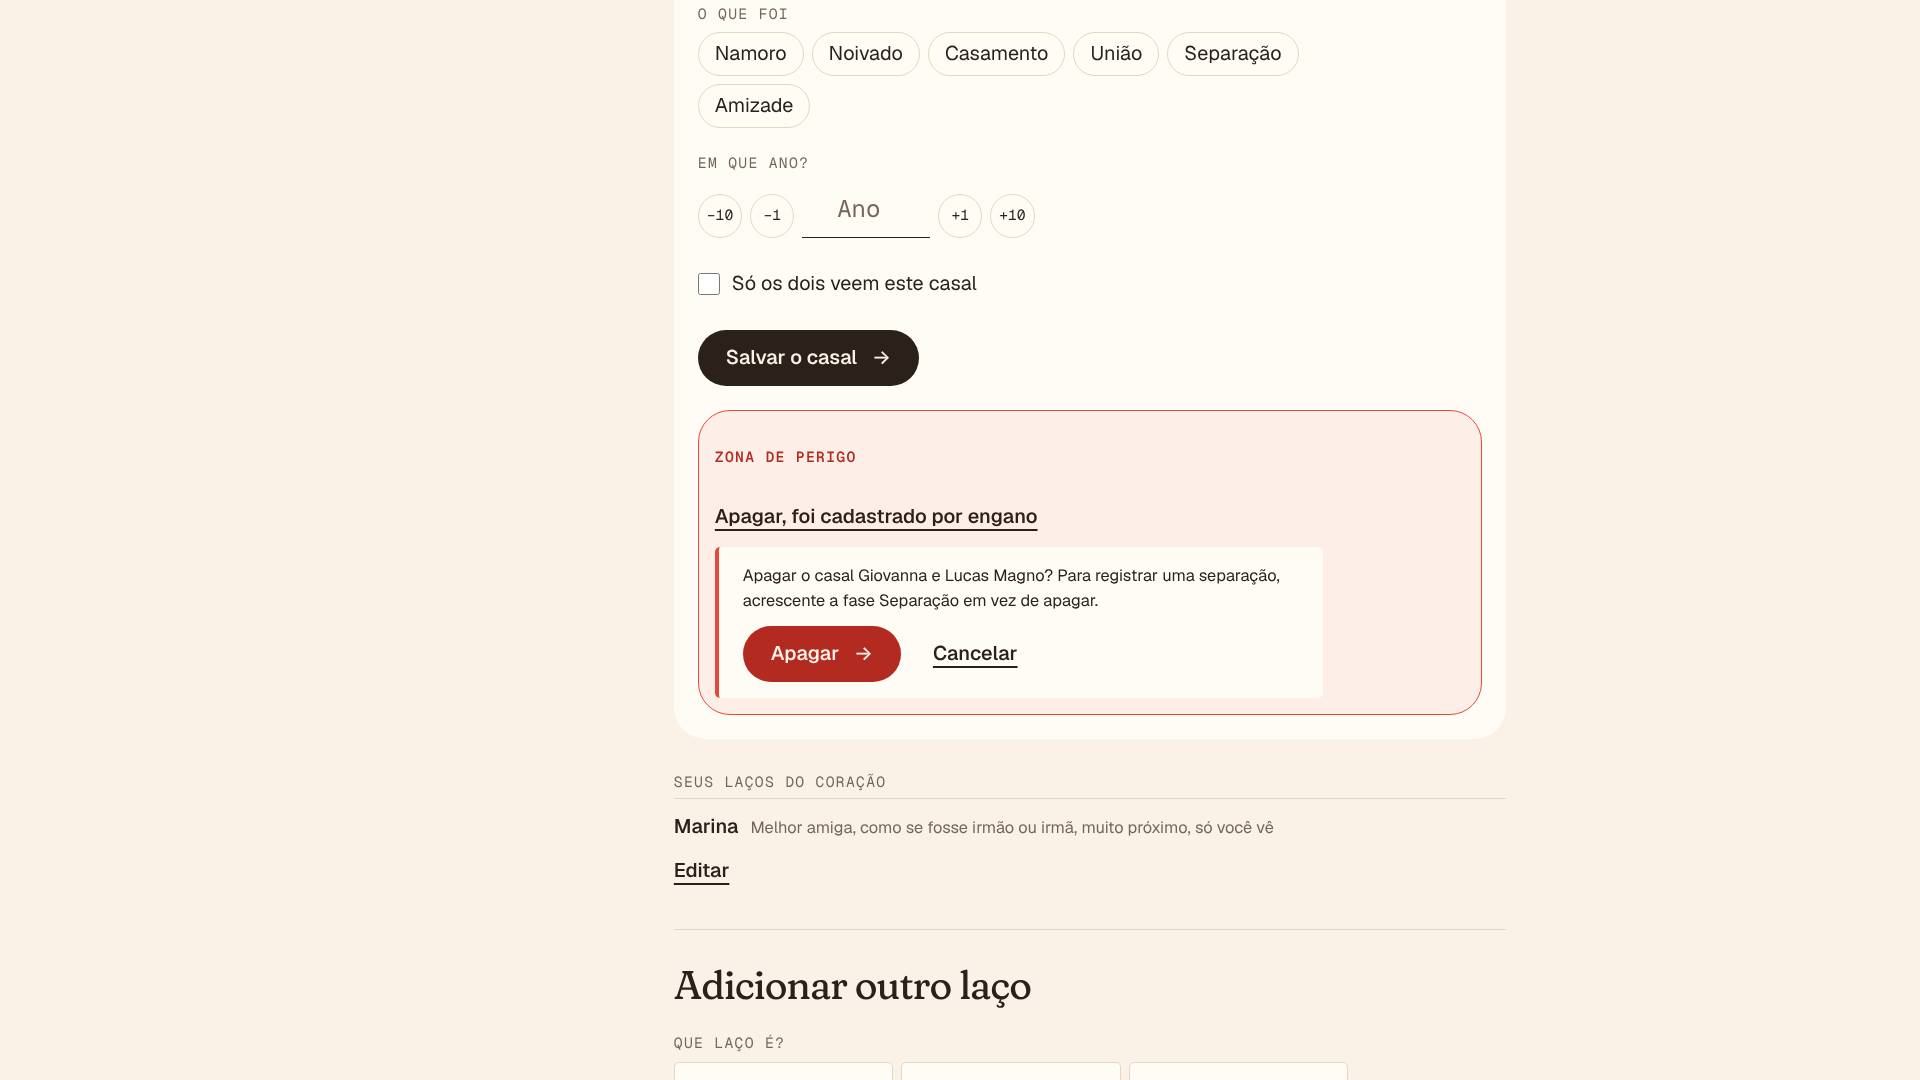 O QUE FOI
Namoro Noivado Casamento União Separação
Amizade
EM QUE ANO?
−10 −1 Ano +1 +10
Só os dois veem este casal
Salvar o casal →
ZONA DE PERIGO
Apagar, foi cadastrado por engano
Apagar o casal Giovanna e Lucas Magno? Para registrar uma separação,
acrescente a fase Separação em vez de apagar.
Apagar → Cancelar
SEUS LAÇOS DO CORAÇÃO
Marina Melhor amiga, como se fosse irmão ou irmã, muito próximo, só você vê
Editar
Adicionar outro laço
QUE LAÇO É?